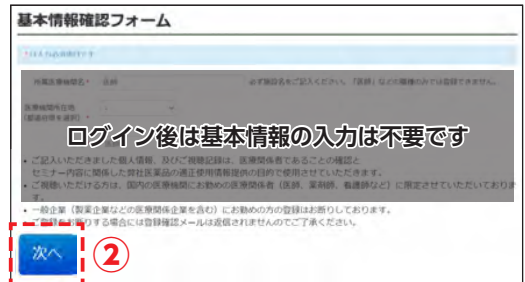 基本情報確認フォーム
*は入力必須項目です
所属医療機関名* 医師 必ず施設名をご記入ください。「医師」などの職種のみでは登録できません。
医療機関所在地
(都道府県を選択) *
ログイン後は基本情報の入力は不要です
• ご記入いただきました個人情報、及びご視聴記録は、医療関係者であることの確認と
セミナー内容に関係した弊社医薬品の適正使用情報提供の目的で使用させていただきます。
• ご視聴いただける方は、国内の医療機関にお勤めの医療関係者（医師、薬剤師、看護師など）に限定させていただいております。
• 一般企業（製薬企業などの医療関係企業を含む）にお勤めの方の登録はお断りしております。
ご登録をお断りする場合には登録確認メールは返信されませんのでご了承ください。
次へ ②